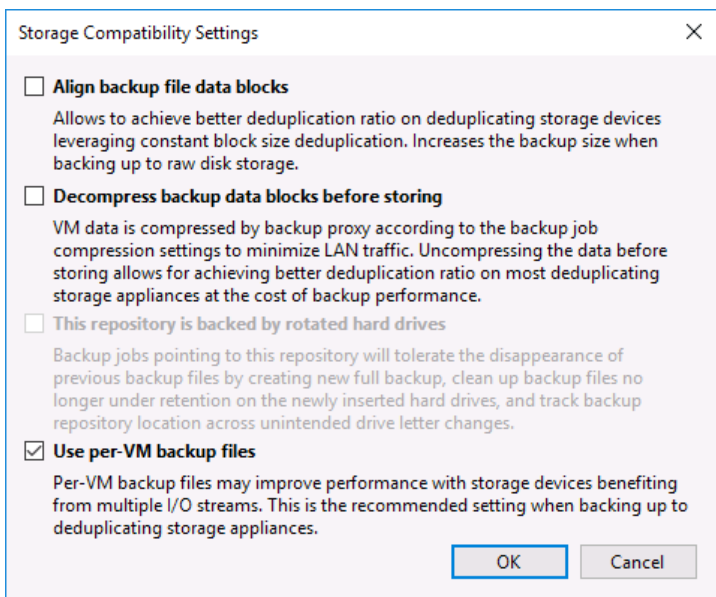 Storage Compatibility Settings
Align backup file data blocks
Allows to achieve better deduplication ratio on deduplicating storage devices
leveraging constant block size deduplication. Increases the backup size when
backing up to raw disk storage.
Decompress backup data blocks before storing
VM data is compressed by backup proxy according to the backup job
compression settings to minimize LAN traffic. Uncompressing the data before
storing allows for achieving better deduplication ratio on most deduplicating
storage appliances at the cost of backup performance.
This repository is backed by rotated hard drives
Backup jobs pointing to this repository will tolerate the disappearance of
previous backup files by creating new full backup, clean up backup files no
longer under retention on the newly inserted hard drives, and track backup
repository location across unintended drive letter changes.
Use per-VM backup files
Per-VM backup files may improve performance with storage devices benefiting
from multiple I/O streams. This is the recommended setting when backing up to
deduplicating storage appliances.
OK Cancel